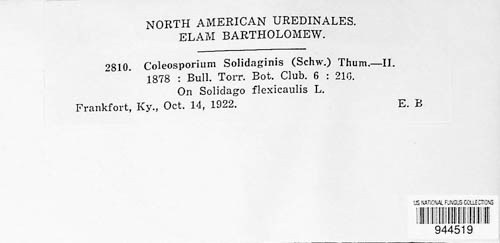 NORTH AMERICAN UREDINALES.
ELAM BARTHOLOMEW.
2810. Coleosporium Solidaginis (Schw.) Thum.—II.
1878 : Bull. Torr. Bot. Club. 6 : 216.
On Solidago flexicaulis L.
Frankfort, Ky., Oct. 14, 1922. E. B
US NATIONAL FUNGUS COLLECTIONS
944519